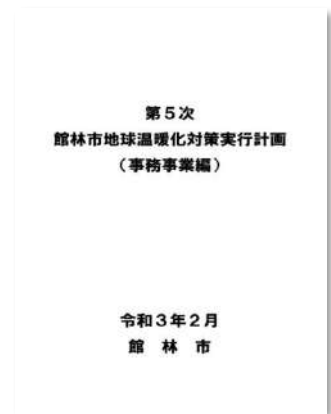 第5次
館林市地球温暖化対策実行計画
（事務事業編）
令和3年2月
館 林 市